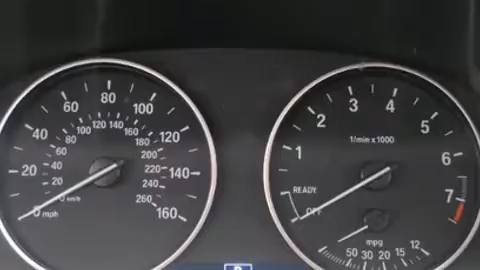 20 40 60 80 100 120 140 160
20 40 60 80 100 120 140 160 180 200 220 240 260
0 km/h
0 mph
1 2 3 4 5 6 7
1/min x 1000
READY
OFF
mpg
50 30 20 15 12